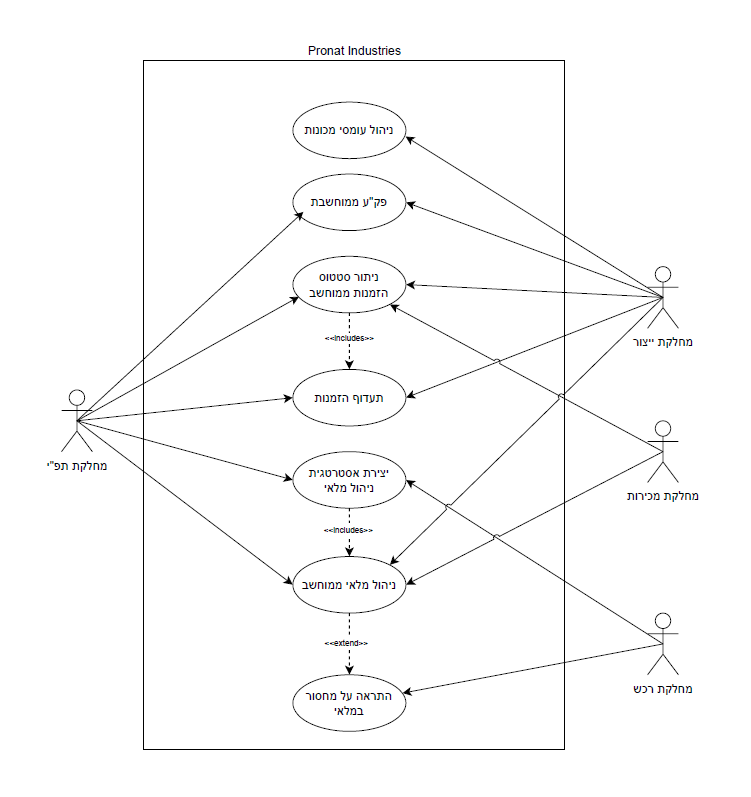 Pronat Industries
ניהול עומסי מכונות
פק"ע ממוחשבת
ניתור סטטוס
הזמנות ממוחשב
<<includes>>
תעדוף הזמנות
יצירת אסטרטגית
ניהול מלאי
<<includes>>
ניהול מלאי ממוחשב
<<extend>>
התראה על מחסור
במלאי
מחלקת ייצור
מחלקת תפ"י
מחלקת מכירות
מחלקת רכש